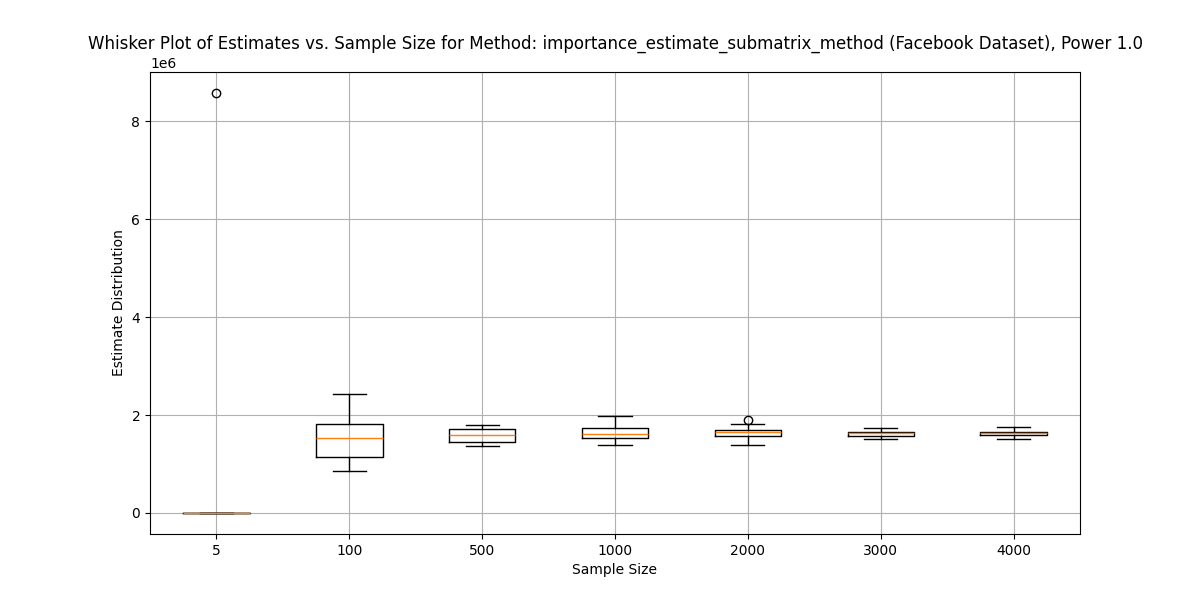 Whisker Plot of Estimates vs. Sample Size for Method: importance_estimate_submatrix_method (Facebook Dataset), Power 1.0
1e6
8
6
4
2
0
Estimate Distribution
5 100 500 1000 2000 3000 4000
Sample Size